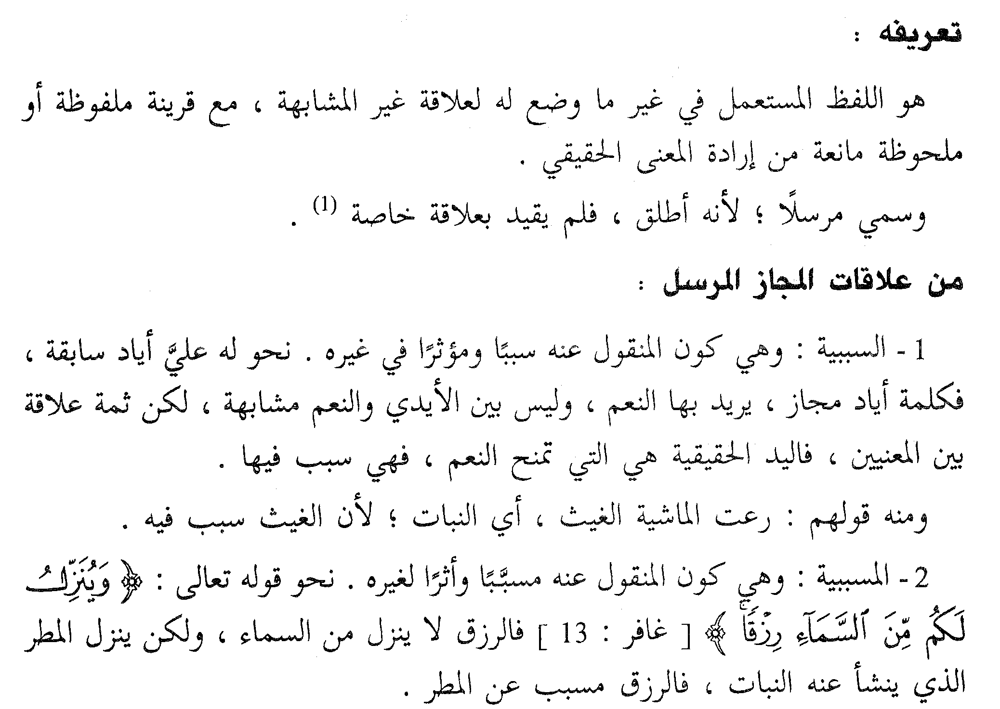 تعريفه :
هو اللفظ المستعمل في غير ما وضع له لعلاقة غير المشابهة ، مع قرينة ملفوظة أو
ملحوظة مانعة من إرادة المعنى الحقيقي .
وسمي مرسلًا ؛ لأنه أطلق ، فلم يقيد بعلاقة خاصة (1) .
من علاقات المجاز المرسل :
1 - السببية : وهي كون المنقول عنه سببًا ومؤثرًا في غيره . نحو له عليَّ أياد سابقة ،
فكلمة أياد مجاز ، يريد بها النعم ، وليس بين الأيدي والنعم مشابهة ، لكن ثمة علاقة
بين المعنيين ، فاليد الحقيقية هي التي تمنح النعم ، فهي سبب فيها .
ومنه قولهم : رعت الماشية الغيث ، أي النبات ؛ لأن الغيث سبب فيه .
2 - المسببية : وهي كون المنقول عنه مسبَّبًا وأثرًا لغيره . نحو قوله تعالى : ﴿ وَيُنَزِّلُ
لَكُم مِّنَ ٱلسَّمَآءِ رِزْقًاۚ ﴾ [ غافر : 13 ] فالرزق لا ينزل من السماء ، ولكن ينزل المطر
الذي ينشأ عنه النبات ، فالرزق مسبب عن المطر .